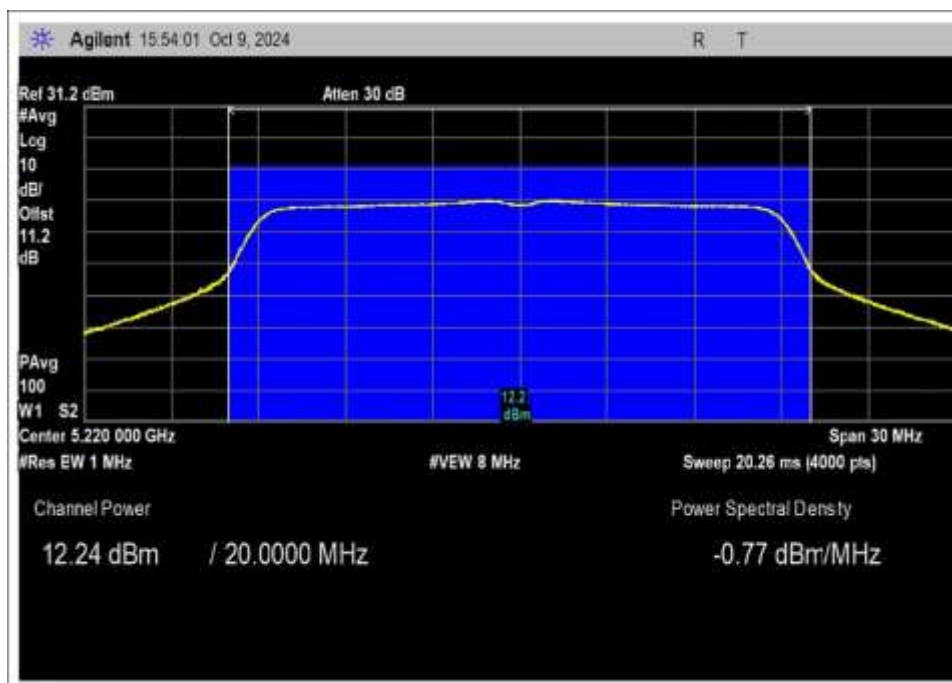 Agilent 15:54:01 Oct 9, 2024 R T
Ref 31.2 dBm Atten 30 dB
#Avg
Log
10
dB/
Offst
11.2
dB
PAvg
100
W1 S2
12.2
dBm
Center 5.220 000 GHz Span 30 MHz
#Res BW 1 MHz #VBW 8 MHz Sweep 20.26 ms (4000 pts)
Channel Power Power Spectral Density
12.24 dBm / 20.0000 MHz -0.77 dBm/MHz